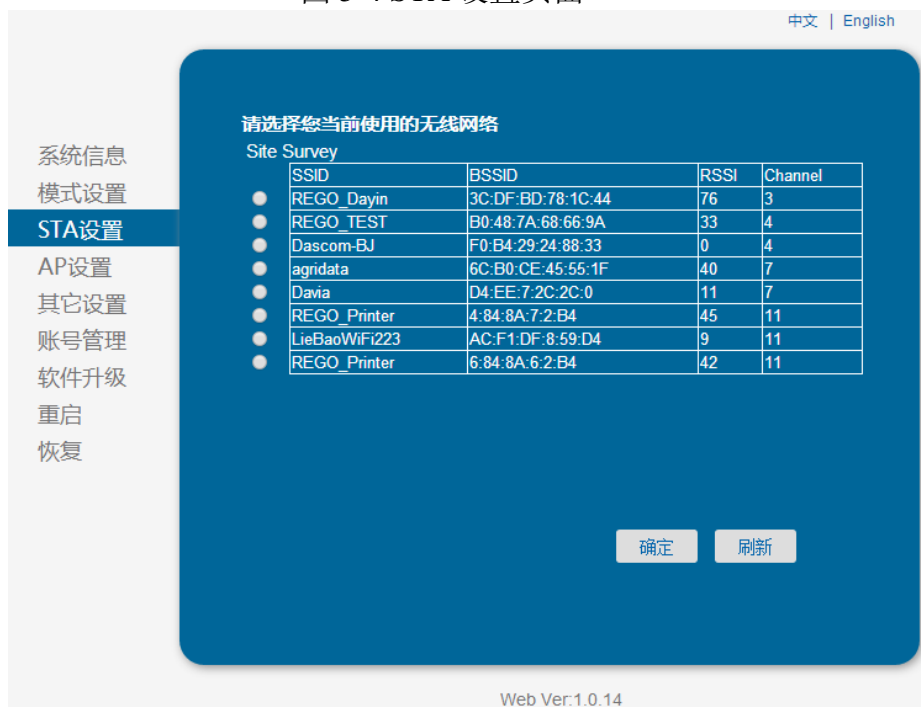 中文 | English
请选择您当前使用的无线网络
Site Survey
SSID BSSID RSSI Channel
REGO_Dayin 3C:DF:BD:78:1C:44 76 3
REGO_TEST B0:48:7A:68:66:9A 33 4
Dascom-BJ F0:B4:29:24:88:33 0 4
agridata 6C:B0:CE:45:55:1F 40 7
Davia D4:EE:7:2C:2C:0 11 7
REGO_Printer 4:84:8A:7:2:B4 45 11
LieBaoWiFi223 AC:F1:DF:8:59:D4 9 11
REGO_Printer 6:84:8A:6:2:B4 42 11
系统信息
模式设置
STA设置
AP设置
其它设置
账号管理
软件升级
重启
恢复
确定 刷新
Web Ver:1.0.14